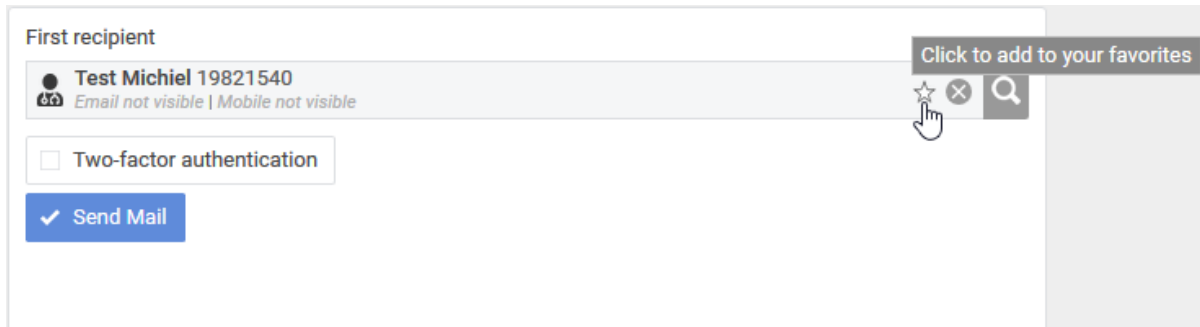 First recipient
Click to add to your favorites
Test Michiel 19821540
Email not visible | Mobile not visible
Two-factor authentication
Send Mail